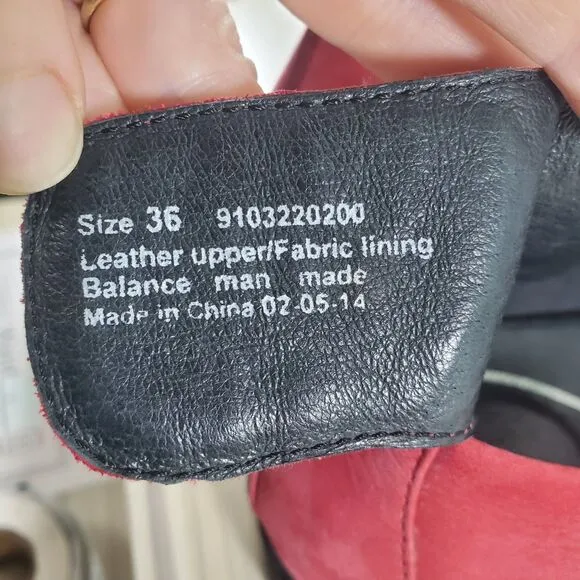 Size 36 9103220200
Leather upper/Fabric lining
Balance man made
Made in China 02-05-14